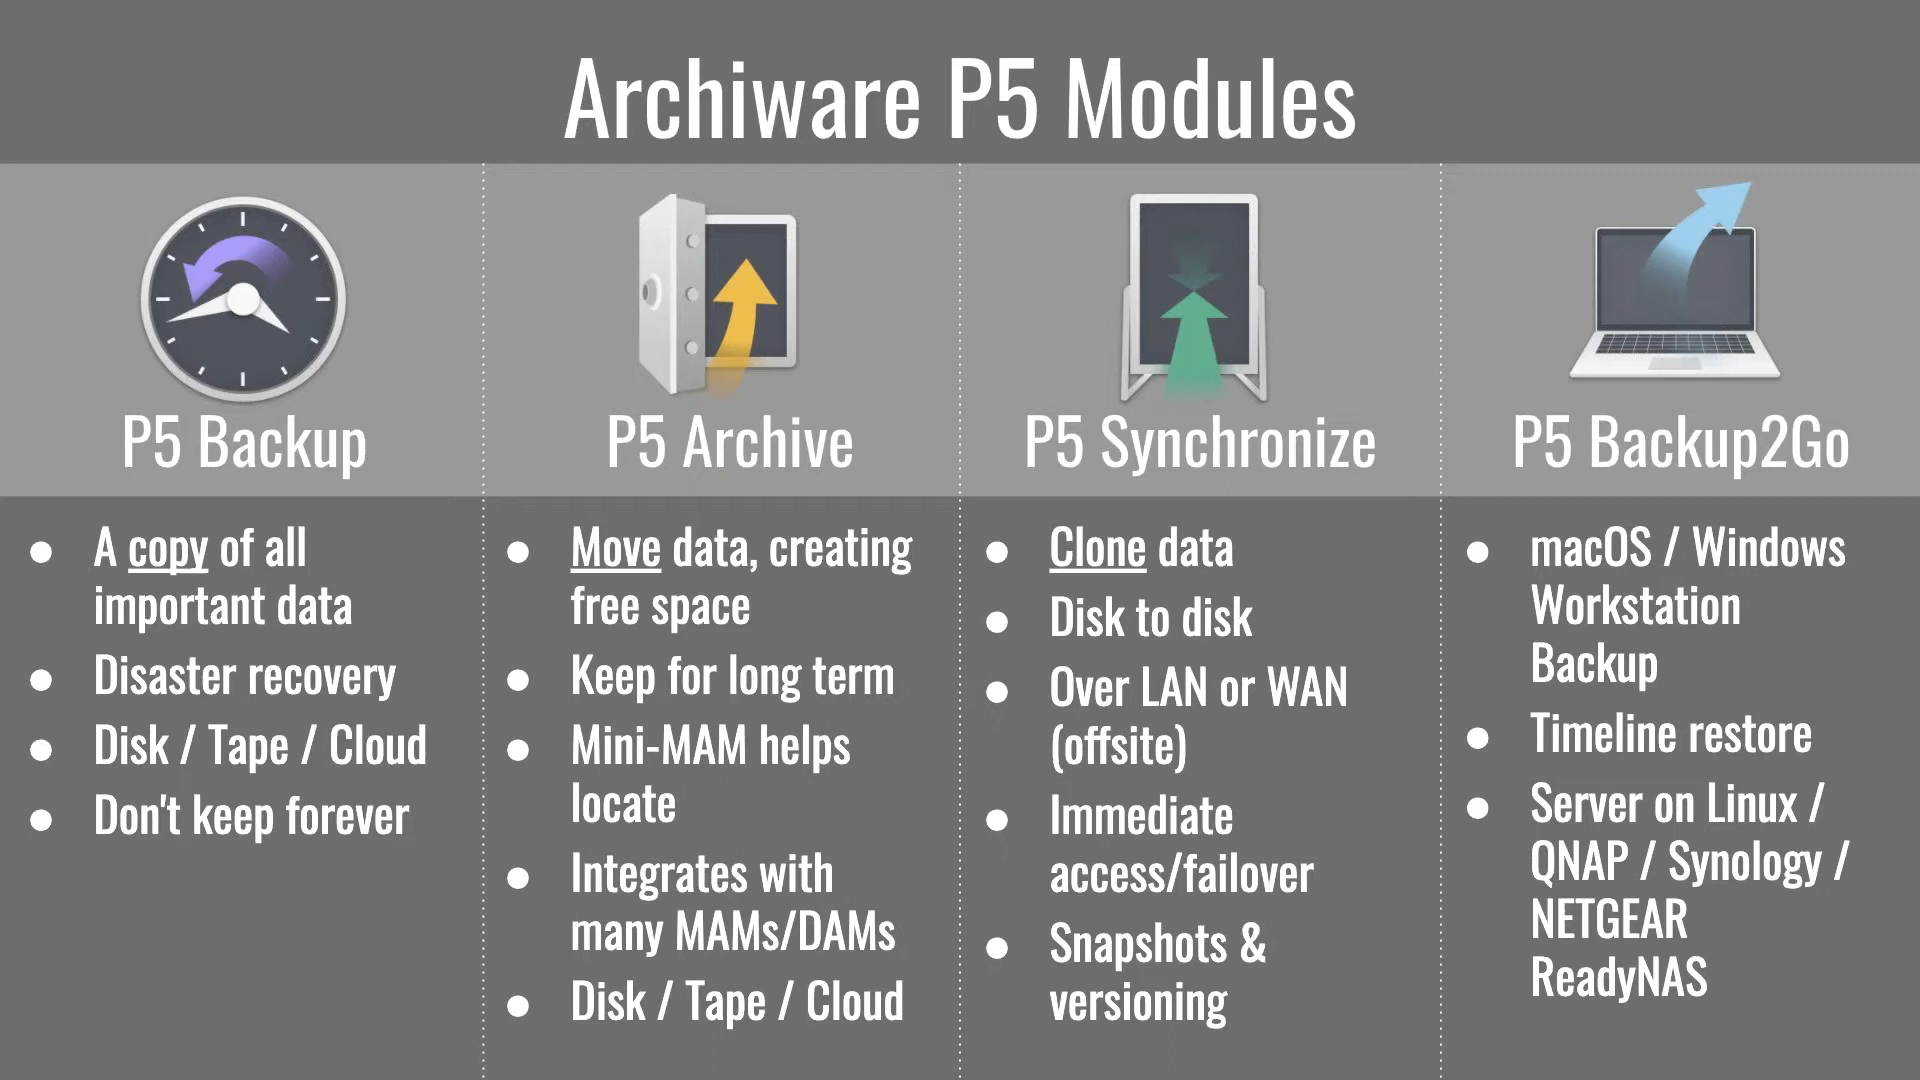 Archiware P5 Modules
P5 Backup
● A copy of all
important data
● Disaster recovery
● Disk / Tape / Cloud
● Don't keep forever
P5 Archive
● Move data, creating
free space
● Keep for long term
● Mini-MAM helps
locate
● Integrates with
many MAMs/DAMs
● Disk / Tape / Cloud
P5 Synchronize
● Clone data
● Disk to disk
● Over LAN or WAN
(offsite)
● Immediate
access/failover
● Snapshots &
versioning
P5 Backup2Go
● macOS / Windows
Workstation
Backup
● Timeline restore
● Server on Linux /
QNAP / Synology /
NETGEAR
ReadyNAS